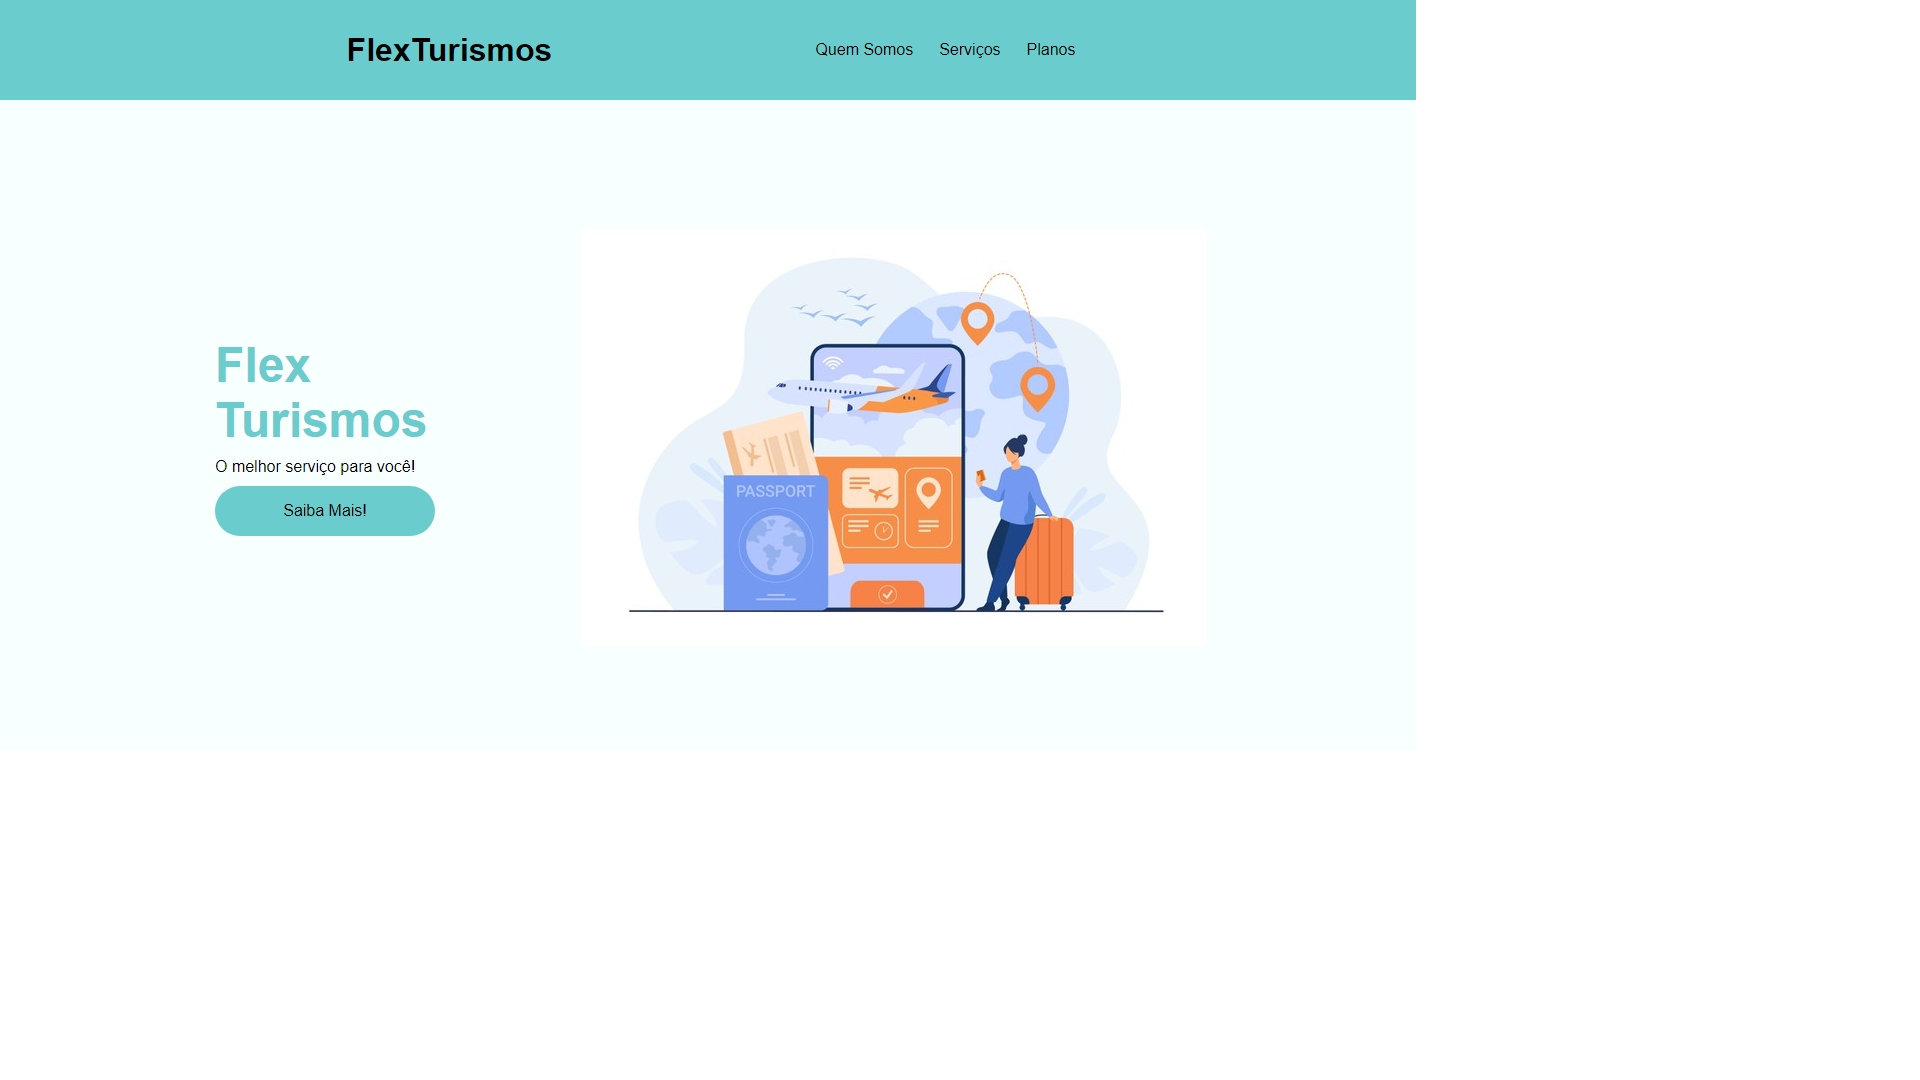 FlexTurismos
Quem Somos Serviços Planos
Flex
Turismos
O melhor serviço para você!
Saiba Mais!
PASSPORT